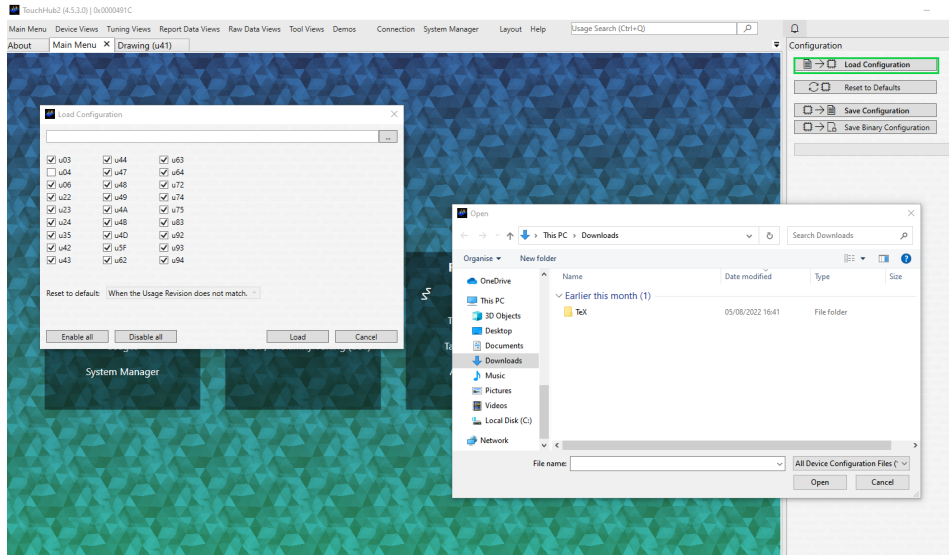 TouchHub2 (4.5.3.0) | 0x0000491C
Main Menu Device Views Tuning Views Report Data Views Raw Data Views Tool Views Demos Connection System Manager Layout Help Usage Search (Ctrl+Q)
About Main Menu Drawing (u41)
Configuration
Load Configuration
Reset to Defaults
Save Configuration
Save Binary Configuration
Load Configuration
...
u03 u44 u63
u04 u47 u64
u06 u48 u72
u22 u49 u74
u23 u4A u75
u24 u4B u83
u35 u4D u92
u42 u5F u93
u43 u62 u94
Reset to default: When the Usage Revision does not match.
Enable all Disable all Load Cancel
System Manager
Open
This PC > Downloads Search Downloads
Organise New folder
OneDrive
This PC
3D Objects
Desktop
Documents
Downloads
Music
Pictures
Videos
Local Disk (C:)
Network
Name Date modified Type Size
Earlier this month (1)
TeX 05/08/2022 16:41 File folder
File name: All Device Configuration Files (*
Open Cancel